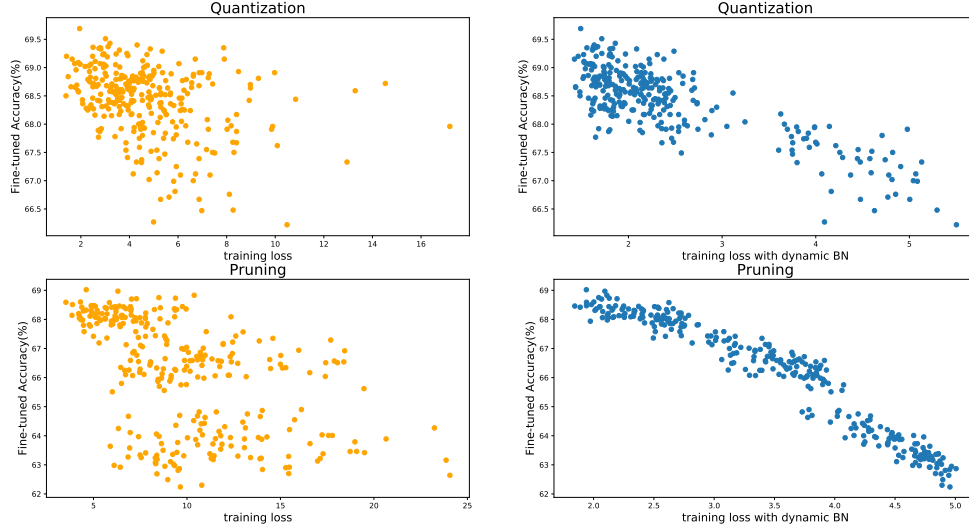 Quantization
Fine-tuned Accuracy(%)
69.5
69.0
68.5
68.0
67.5
67.0
66.5
2 4 6 8 10 12 14 16
training loss
Quantization
Fine-tuned Accuracy(%)
69.5
69.0
68.5
68.0
67.5
67.0
66.5
2 3 4 5
training loss with dynamic BN
Pruning
Fine-tuned Accuracy(%)
69
68
67
66
65
64
63
62
5 10 15 20 25
training loss
Pruning
Fine-tuned Accuracy(%)
69
68
67
66
65
64
63
62
2.0 2.5 3.0 3.5 4.0 4.5 5.0
training loss with dynamic BN